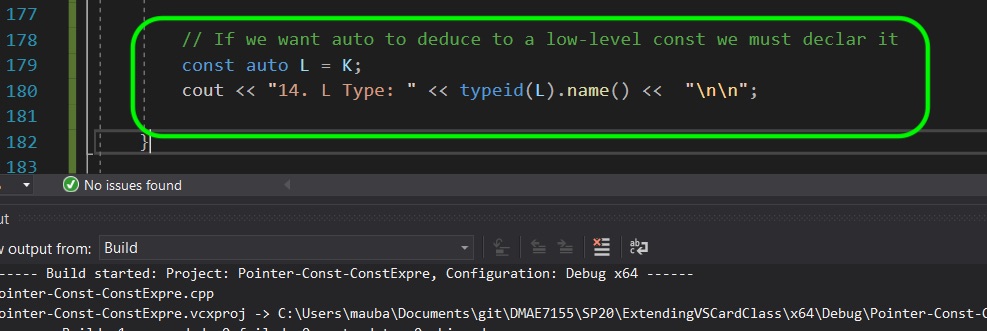 177
178 // If we want auto to deduce to a low-level const we must declar it
179 const auto L = K;
180 cout << "14. L Type: " << typeid(L).name() << "\n\n";
181
182 }
183
No issues found
ut
w output from: Build
------ Build started: Project: Pointer-Const-ConstExpre, Configuration: Debug x64 ------
ointer-Const-ConstExpre.cpp
ointer-Const-ConstExpre.vcxproj -> C:\Users\mauba\Documents\git\DMAE7155\SP20\ExtendingVSCardClass\x64\Debug\Pointer-Const-C